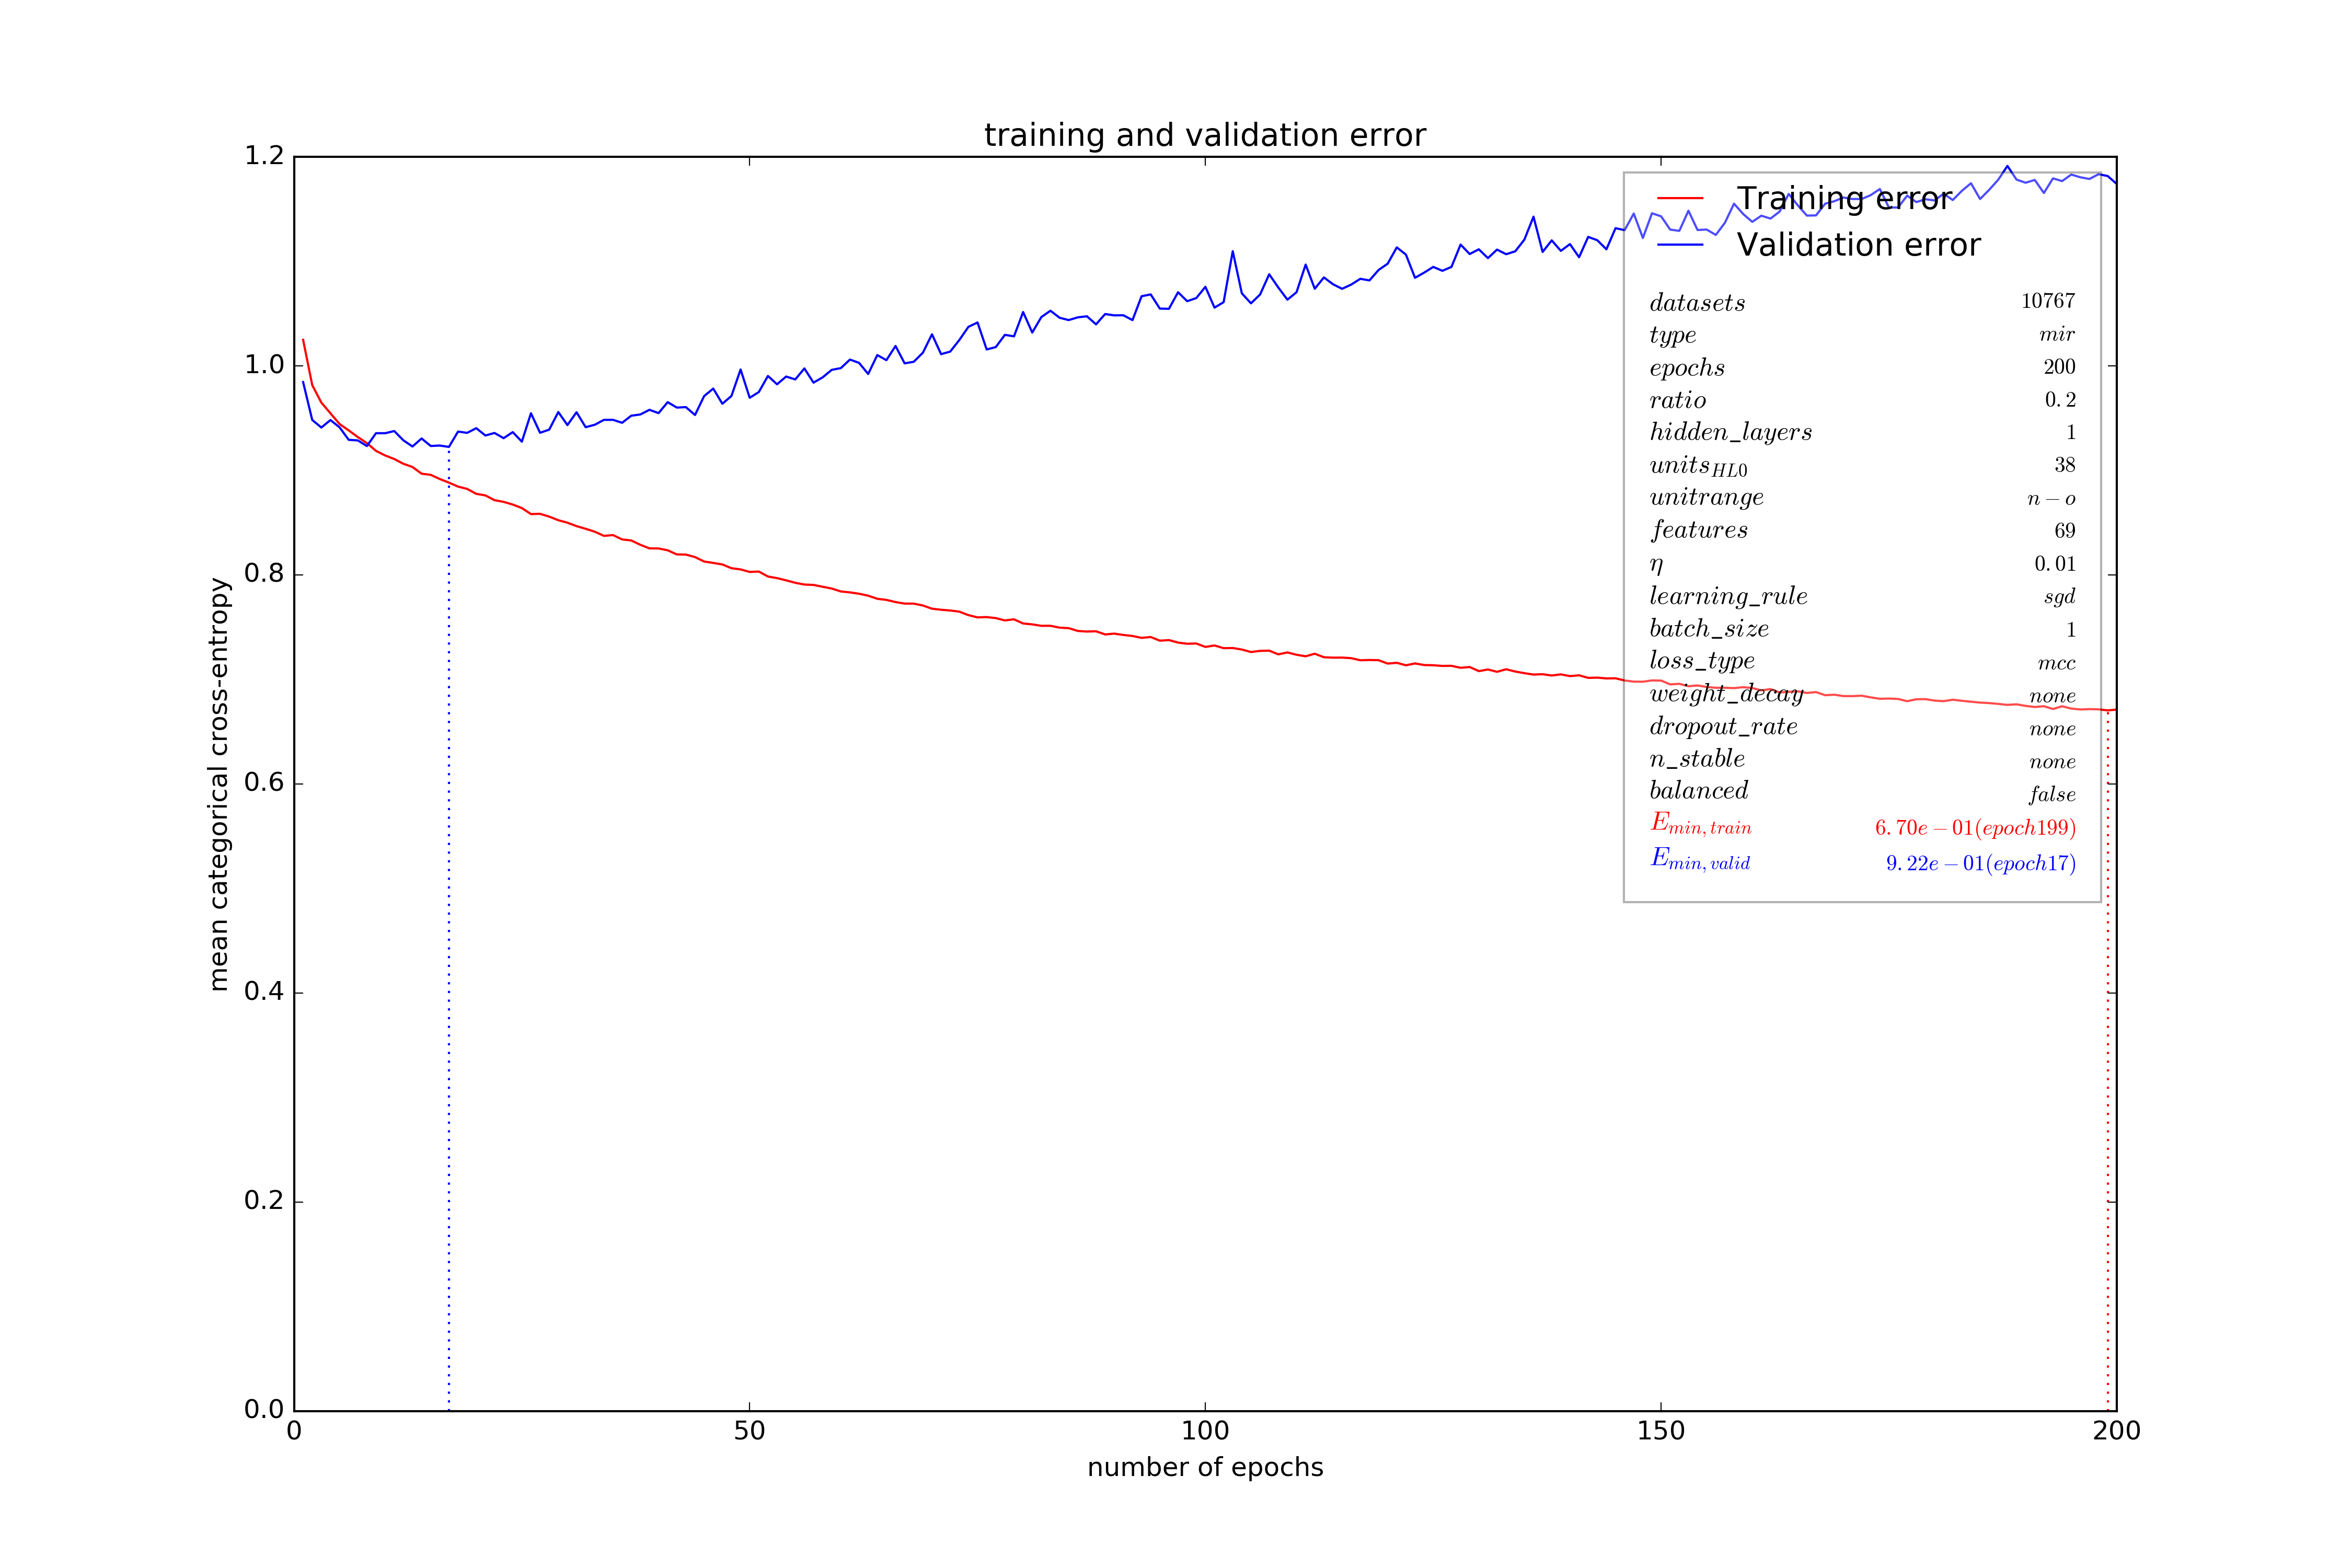 training and validation error
1.2
1.0
0.8
0.6
0.4
0.2
0.0
mean categorical cross-entropy
Training error
Validation error
datasets 10767
type mir
epochs 200
ratio 0.2
hidden_layers 1
units_HL0 38
unitrange n − o
features 69
η 0.01
learning_rule sgd
batch_size 1
loss_type mcc
weight_decay none
dropout_rate none
n_stable none
balanced false
E_min,train 6.70e − 01(epoch199)
E_min,valid 9.22e − 01(epoch17)
0 50 100 150 200
number of epochs